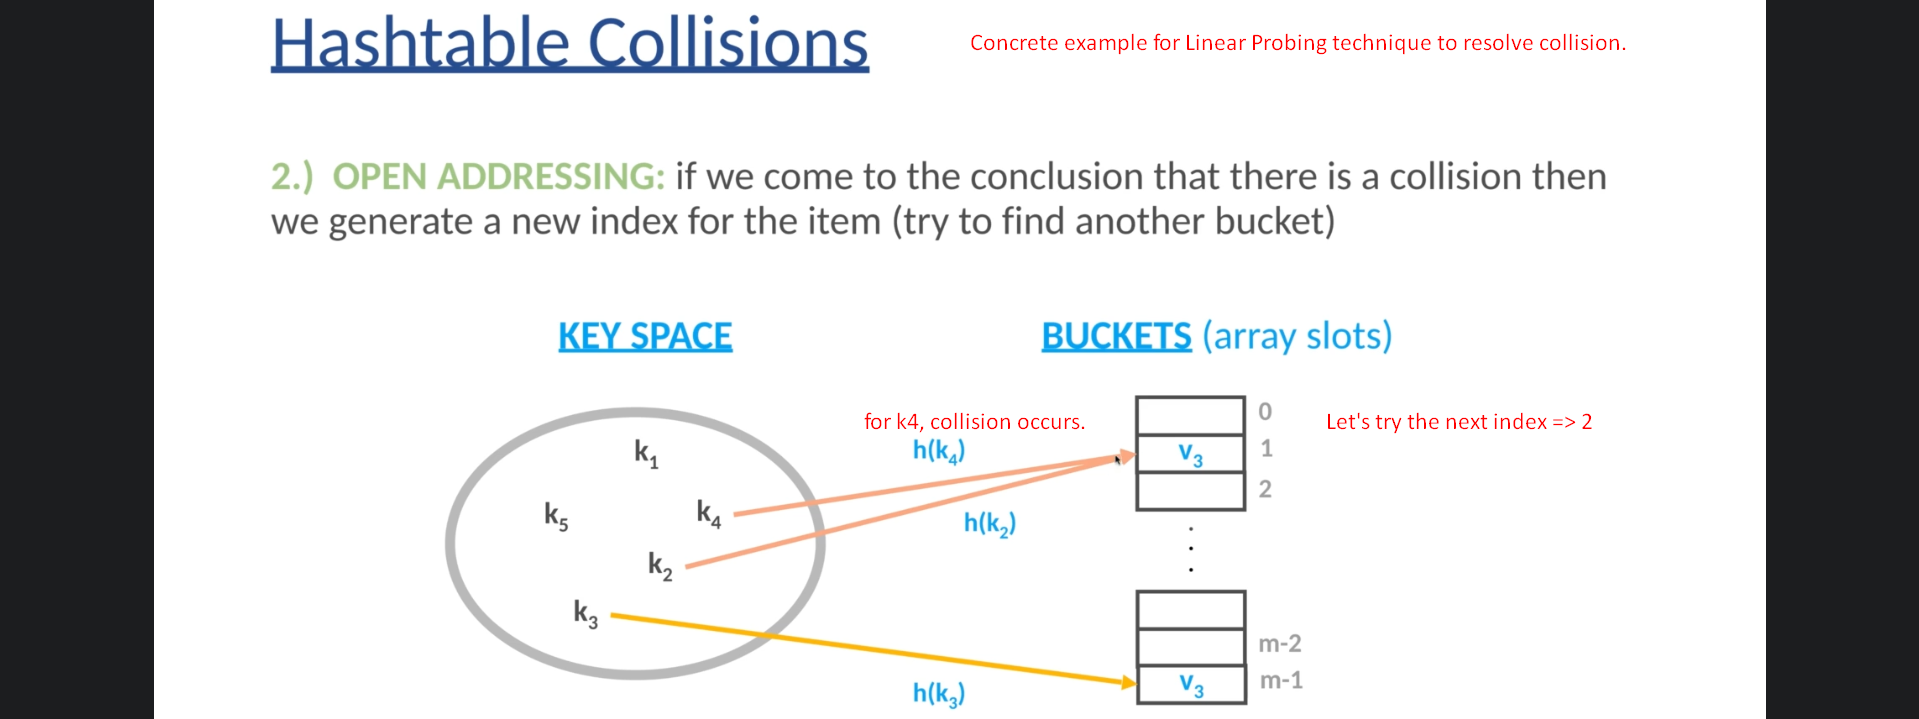 Hashtable Collisions
Concrete example for Linear Probing technique to resolve collision.
2.) OPEN ADDRESSING: if we come to the conclusion that there is a collision then
we generate a new index for the item (try to find another bucket)
KEY SPACE
BUCKETS (array slots)
for k4, collision occurs.
0
Let's try the next index => 2
k₁
h(k₄)
v₃
1
k₅
k₄
2
h(k₂)
k₂
k₃
m-2
h(k₃)
v₃
m-1